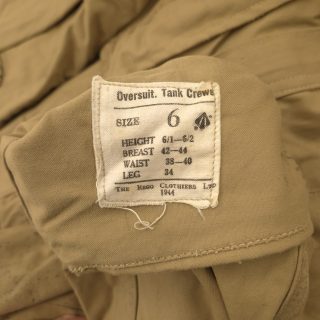 Oversuit. Tank Crews
SIZE 6
HEIGHT 6/1—6/2
BREAST 42—44
WAIST 38—40
LEG 34
THE REGO CLOTHIERS LTD
1944